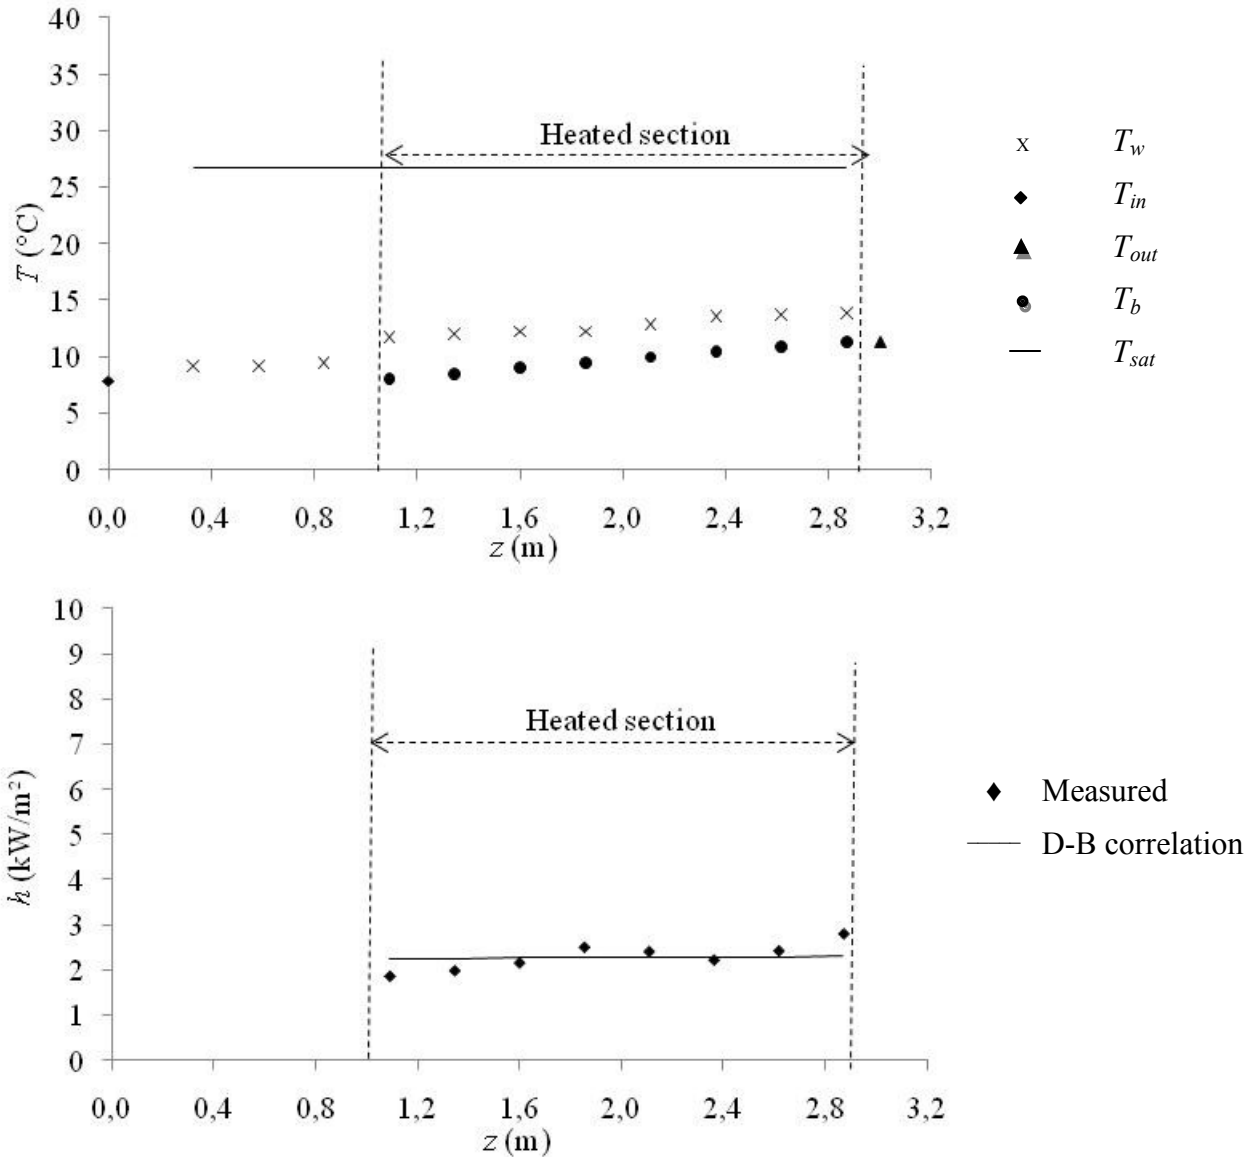 40
35
30
25
20
15
10
5
0
T (°C)
Heated section
0,0 0,4 0,8 1,2 1,6 2,0 2,4 2,8 3,2
z (m)
x T_w
T_in
T_out
T_b
T_sat
10
9
8
7
6
5
4
3
2
1
0
h (kW/m²)
Heated section
0,0 0,4 0,8 1,2 1,6 2,0 2,4 2,8 3,2
z (m)
Measured
D-B correlation